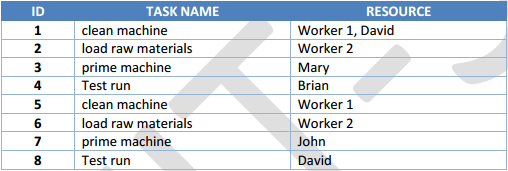 ID TASK NAME RESOURCE
1 clean machine Worker 1, David
2 load raw materials Worker 2
3 prime machine Mary
4 Test run Brian
5 clean machine Worker 1
6 load raw materials Worker 2
7 prime machine John
8 Test run David